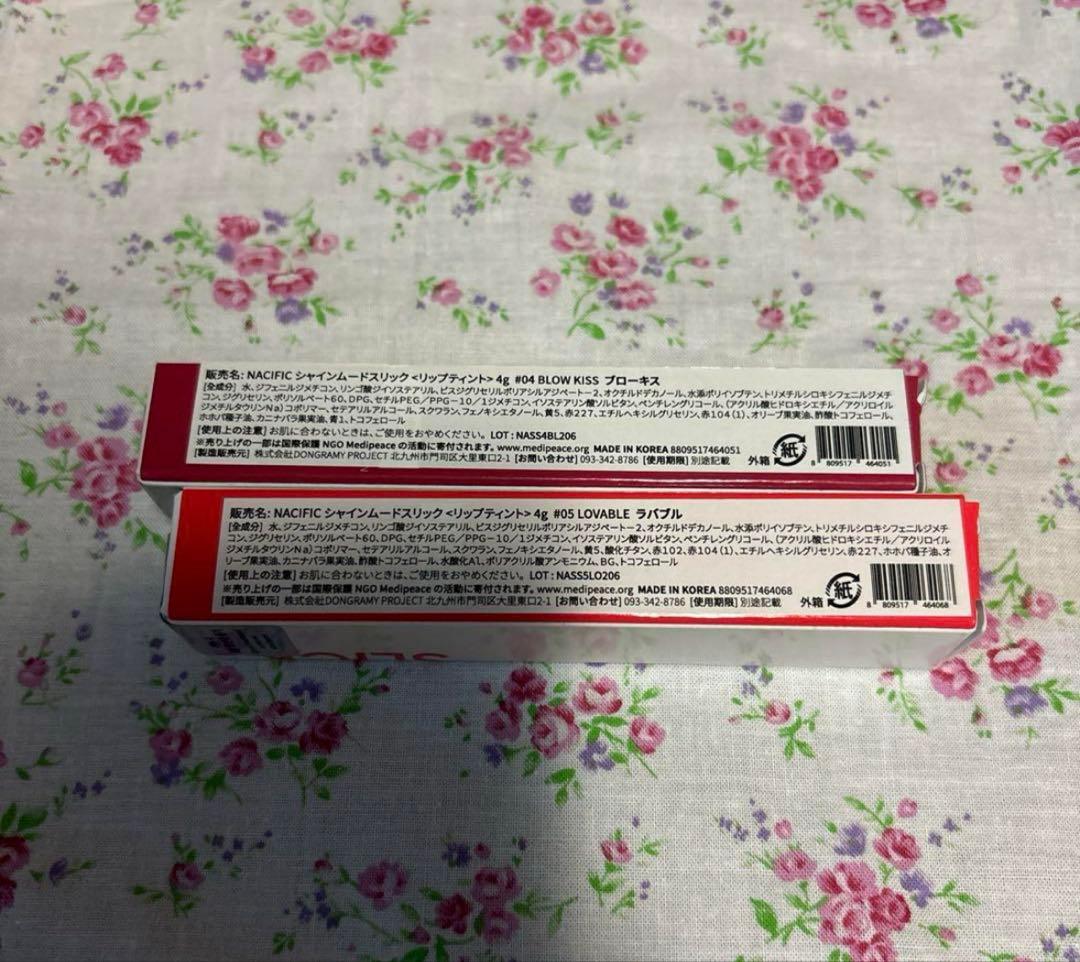 販売名: NACIFIC シャインムードスリック <リップティント> 4g #04 BLOW KISS ブローキス
[全成分] 水、ジフェニルジメチコン、リンゴ酸ジイソステアリル、ビスジグリセリルポリアシルアジペート-2、オクチルドデカノール、水添ポリイソブテン、トリメチルシロキシフェニルジメチ
コン、ジグリセリン、ポリソルベート60、DPG、セチルPEG/PPG-10/1ジメチコン、イソステアリン酸ソルビタン、ペンチレングリコール、(アクリル酸ヒドロキシエチル/アクリロイル
ジメチルタウリンNa)コポリマー、セテアリルアルコール、スクワラン、フェノキシエタノール、黄5、赤227、エチルヘキシルグリセリン、赤104(1)、オリーブ果実油、酢酸トコフェロール、
ホホバ種子油、カニナバラ果実油、青1、トコフェロール
[使用上の注意] お肌に合わないときは、ご使用をおやめください。 LOT : NASS4BL206
※売り上げの一部は国際保護 NGO Medipeace の活動に寄付されます。www.medipeace.org MADE IN KOREA 8809517464051
[製造販売元] 株式会社DONGRAMY PROJECT 北九州市門司区大里東口2-1 [お問い合わせ] 093-342-8786 [使用期限] 別途記載
外箱 紙
8 809517 464051
販売名: NACIFIC シャインムードスリック <リップティント> 4g #05 LOVABLE ラバブル
[全成分] 水、ジフェニルジメチコン、リンゴ酸ジイソステアリル、ビスジグリセリルポリアシルアジペート-2、オクチルドデカノール、水添ポリイソブテン、トリメチルシロキシフェニルジメチ
コン、ジグリセリン、ポリソルベート60、DPG、セチルPEG/PPG-10/1ジメチコン、イソステアリン酸ソルビタン、ペンチレングリコール、(アクリル酸ヒドロキシエチル/アクリロイル
ジメチルタウリンNa)コポリマー、セテアリルアルコール、スクワラン、フェノキシエタノール、黄5、酸化チタン、赤102、赤104(1)、エチルヘキシルグリセリン、赤227、ホホバ種子油、オ
リーブ果実油、カニナバラ果実油、酢酸トコフェロール、水酸化A1、ポリアクリル酸アンモニウム、BG、トコフェロール
[使用上の注意] お肌に合わないときは、ご使用をおやめください。 LOT : NASS5LO206
※売り上げの一部は国際保護 NGO Medipeace の活動に寄付されます。www.medipeace.org MADE IN KOREA 8809517464068
[製造販売元] 株式会社DONGRAMY PROJECT 北九州市門司区大里東口2-1 [お問い合わせ] 093-342-8786 [使用期限] 別途記載
外箱 紙
8 809517 464068